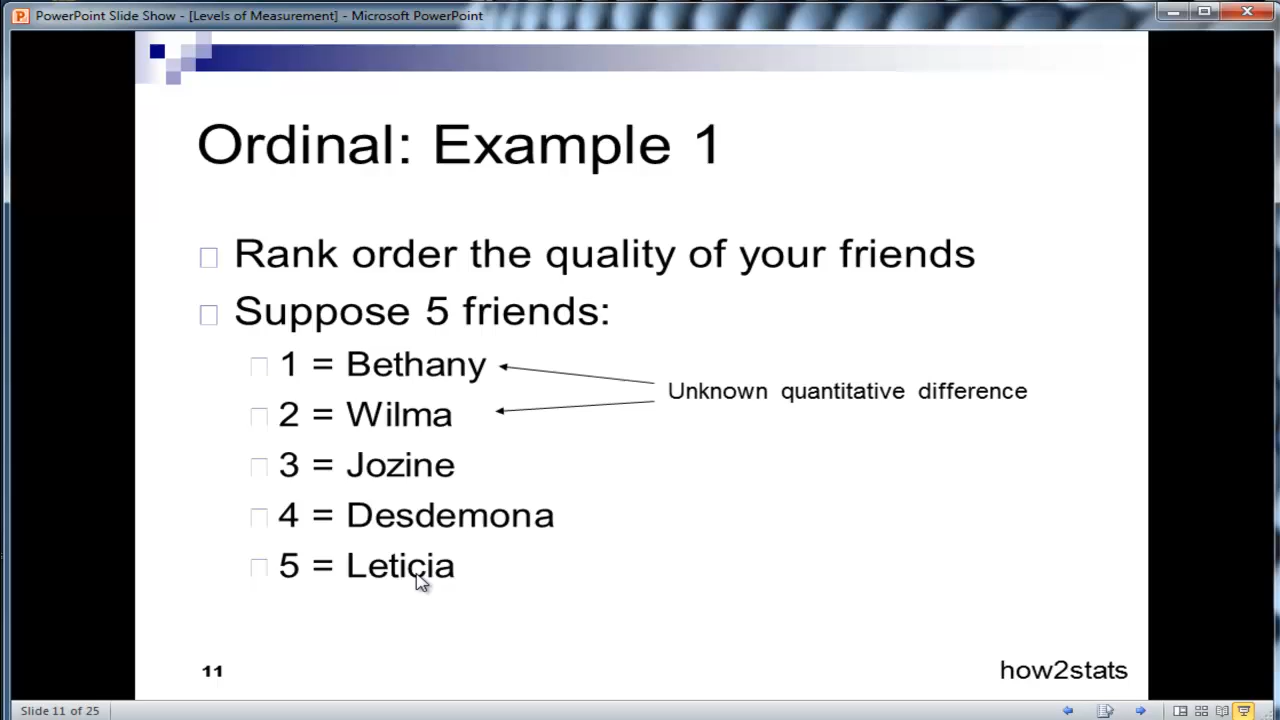 PowerPoint Slide Show - [Levels of Measurement] - Microsoft PowerPoint
Ordinal: Example 1
Rank order the quality of your friends
Suppose 5 friends:
1 = Bethany
Unknown quantitative difference
2 = Wilma
3 = Jozine
4 = Desdemona
5 = Leticia
11
how2stats
Slide 11 of 25